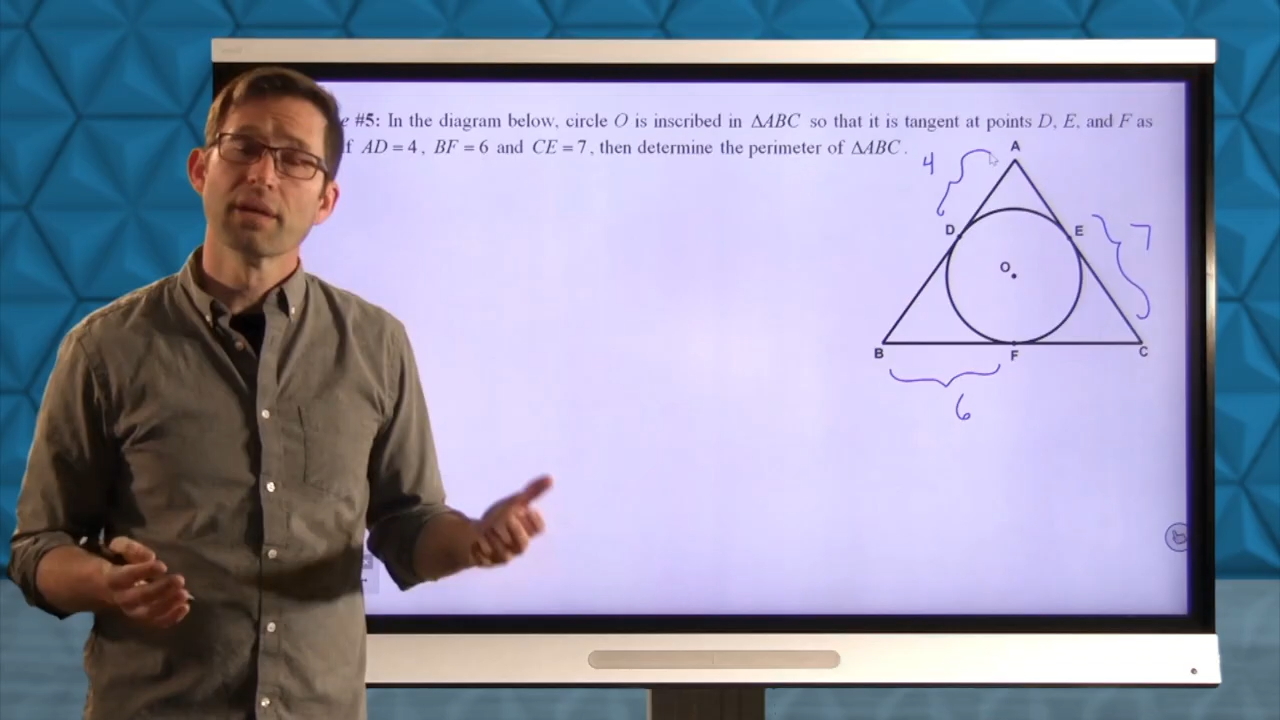 #5: In the diagram below, circle O is inscribed in ΔABC so that it is tangent at points D, E, and F as
AD = 4, BF = 6 and CE = 7, then determine the perimeter of ΔABC.
A
4
D
E
7
O
B
F
C
6